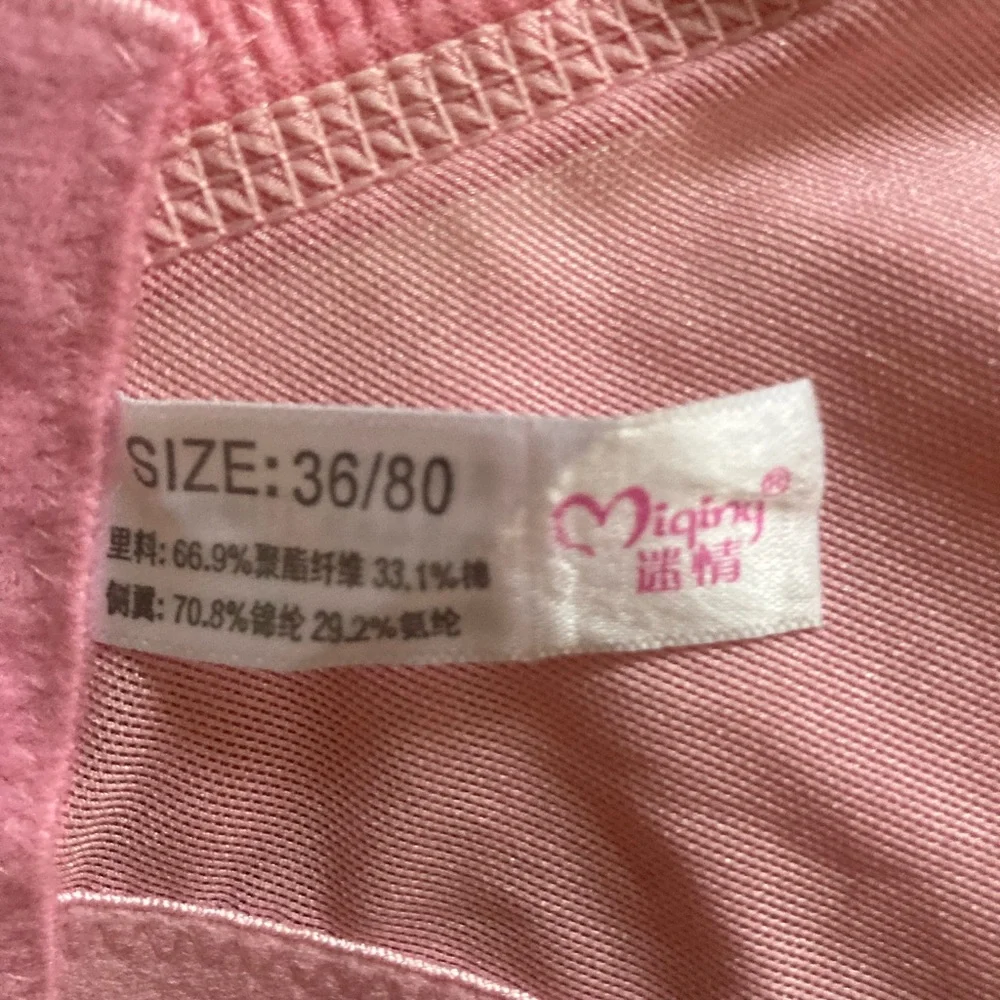 SIZE: 36/80
里料: 66.9%聚酯纤维 33.1%棉
侧翼: 70.8%锦纶 29.2%氨纶
Miqing®
迷情